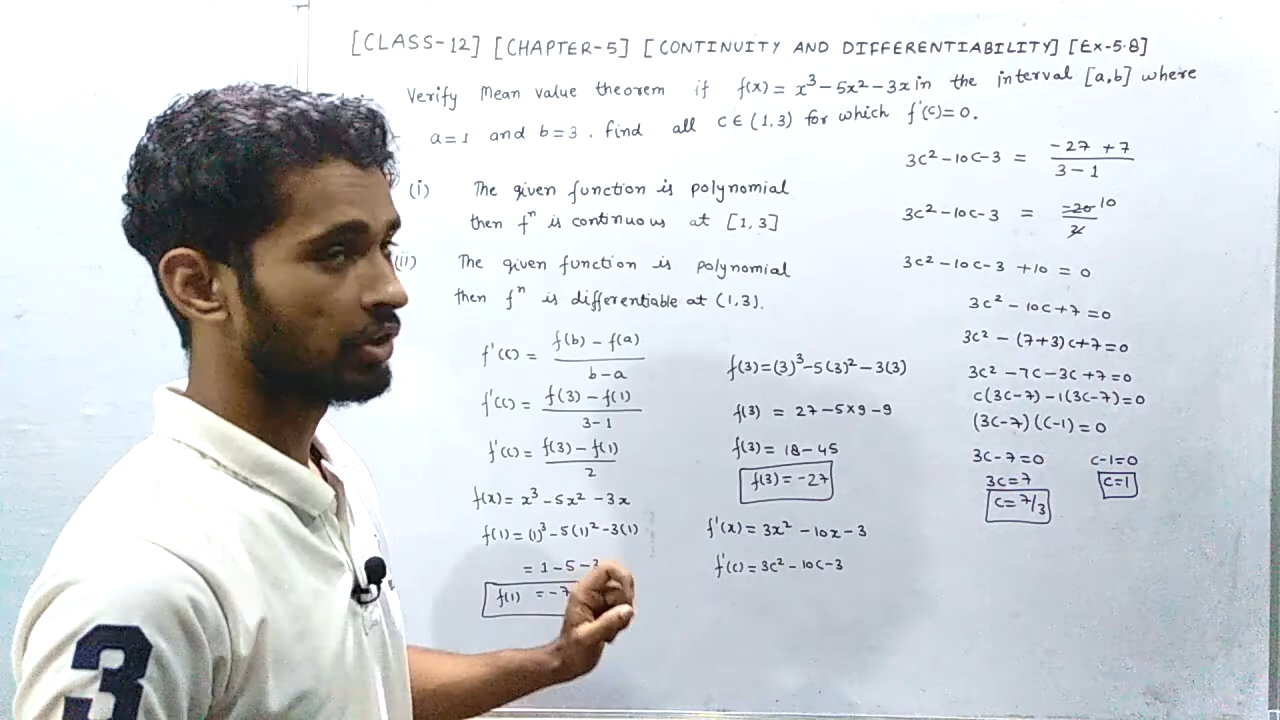 [CLASS-12] [CHAPTER-5] [CONTINUITY AND DIFFERENTIABILITY] [Ex-5.8]
Verify Mean value theorem if f(x) = x³ – 5x² – 3x in the interval [a,b] where
a=1 and b=3. Find all c ∈ (1,3) for which f'(c)=0.
(i) The given function is polynomial
then fⁿ is continuous at [1,3]
(ii) The given function is polynomial
then fⁿ is differentiable at (1,3).
f'(c) = f(b) – f(a) / b – a
f'(c) = f(3) – f(1) / 3 – 1
f'(c) = f(3) – f(1) / 2
f(x) = x³ – 5x² – 3x
f(1) = (1)³ – 5(1)² – 3(1)
= 1 – 5 –
f(1) = –7
f(3) = (3)³ – 5(3)² – 3(3)
f(3) = 27 – 5×9 – 9
f(3) = 18 – 45
f(3) = –27
f'(x) = 3x² – 10x – 3
f'(c) = 3c² – 10c – 3
3c² – 10c – 3 = –27 + 7 / 3 – 1
3c² – 10c – 3 = –20 10 / 2
3c² – 10c – 3 + 10 = 0
3c² – 10c + 7 = 0
3c² – (7+3)c + 7 = 0
3c² – 7c – 3c + 7 = 0
c(3c–7) – 1(3c–7) = 0
(3c–7)(c–1) = 0
3c–7=0 c–1=0
3c=7 c=1
c=7/3
3